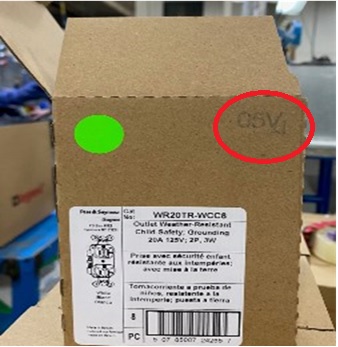 05V1
Pass & Seymour
Cat No: WR20TR-WCC8
Outlet Weather-Resistant
Child Safety; Grounding
20A 125V; 2P, 3W
Prise avec sécurité enfant
résistante aux intempéries;
avec mise à la terre
Tomacorriente a prueba de
niños, resistente a la
intemperie; puesta a tierra
8
PC